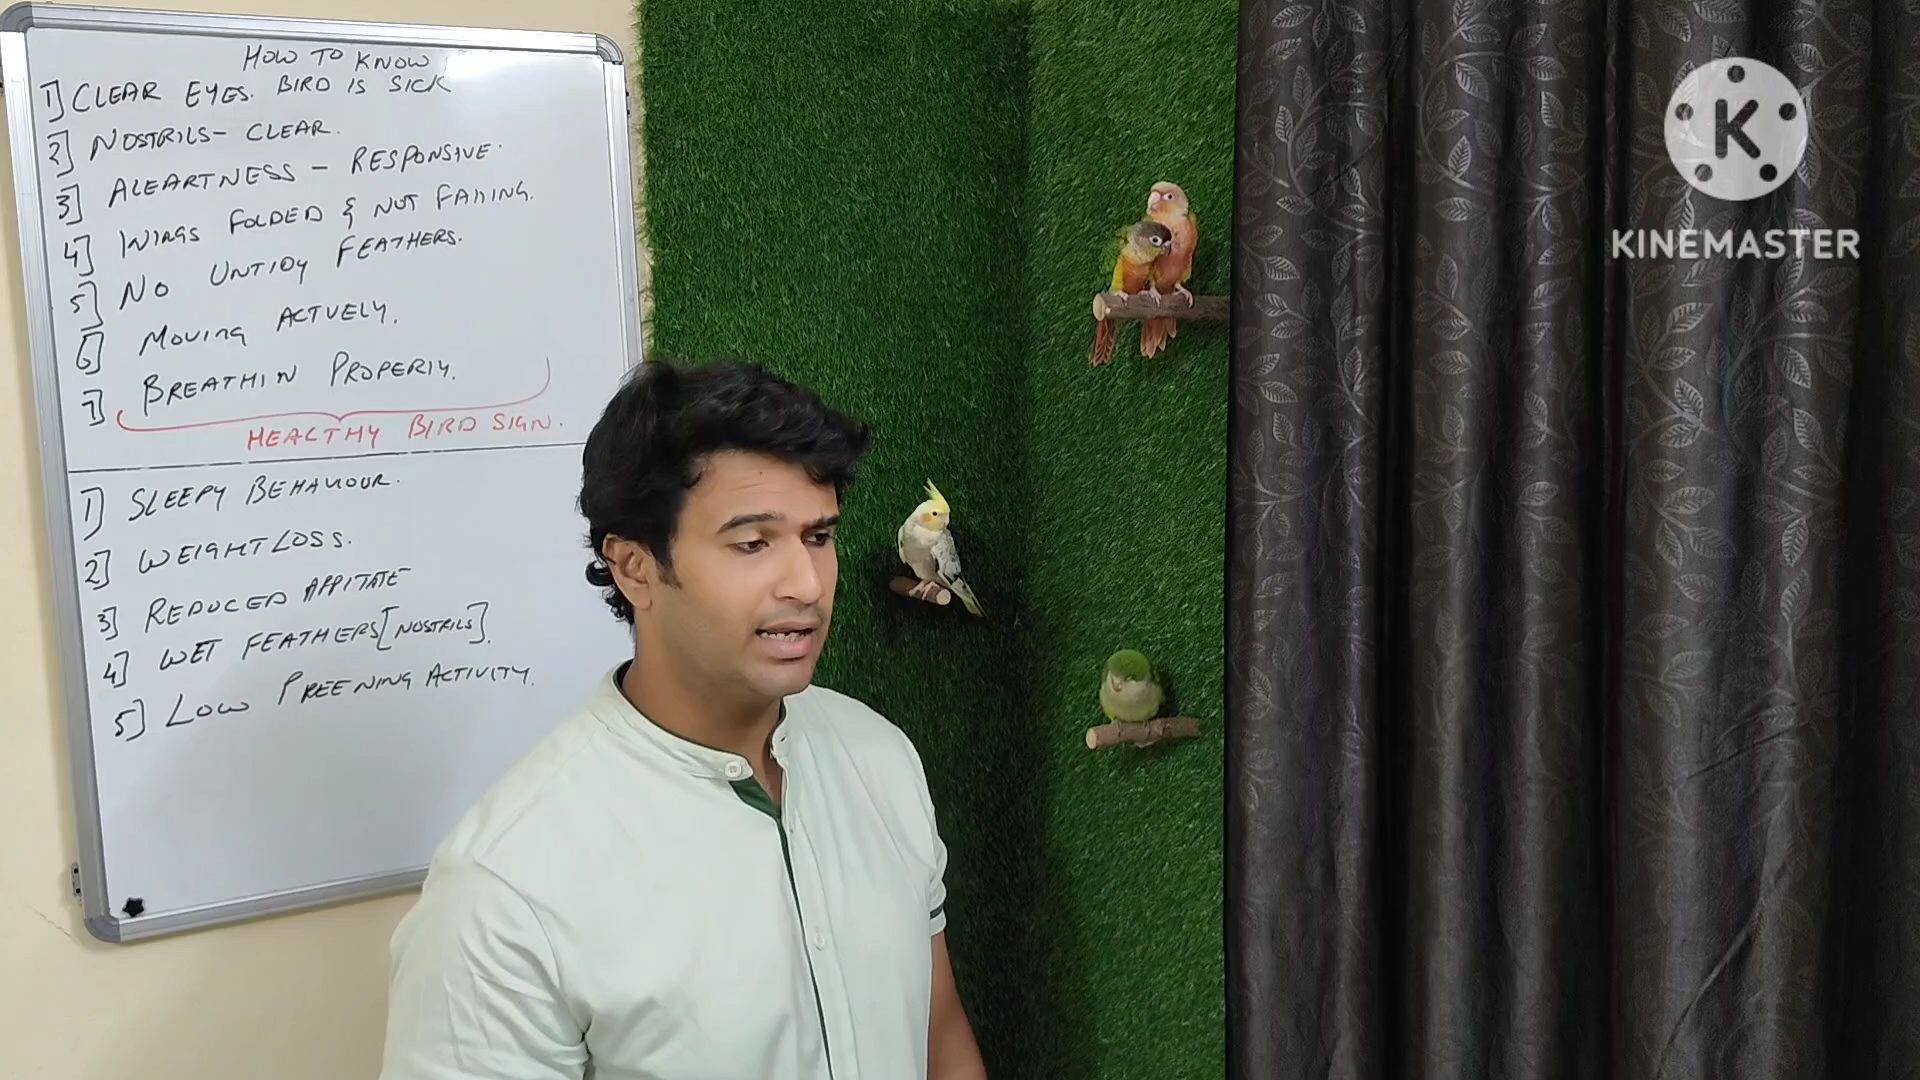 HOW TO KNOW
BIRD IS SICK
1] CLEAR EYES.
2] NOSTRILS- CLEAR.
3] ALEARTNESS - RESPONSIVE.
4] WINGS FOLDED & NOT FALLING.
5] NO UNTIDY FEATHERS.
6] MOVING ACTVELY.
7] BREATHIN PROPERLY.
HEALTHY BIRD SIGN.
1] SLEEPY BEHAVIOUR.
2] WEIGHT LOSS.
3] REDUCED APPITATE
4] WET FEATHERS [NOSTRILS].
5] LOW PREENING ACTIVITY.
K
KINEMASTER